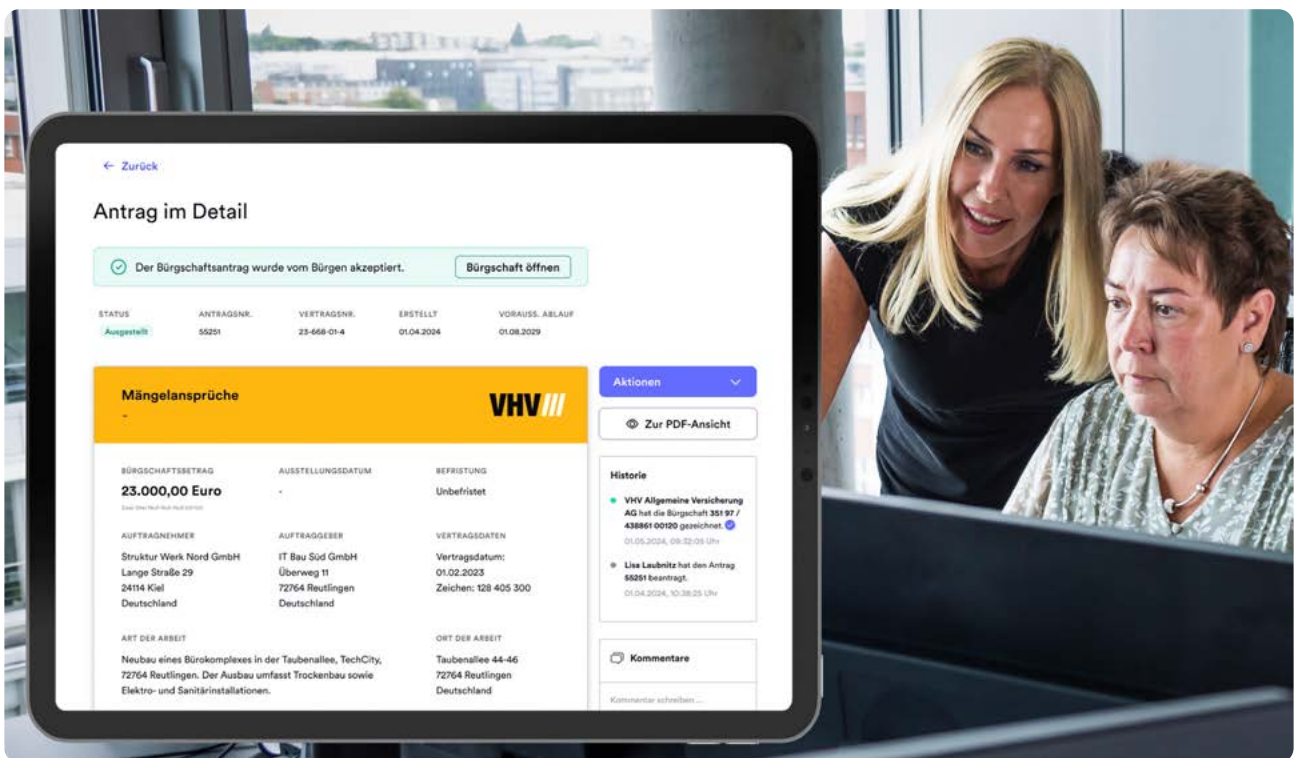 ← Zurück
Antrag im Detail
Der Bürgschaftsantrag wurde vom Bürgen akzeptiert.
Bürgschaft öffnen
STATUS ANTRAGSNR. VERTRAGSNR. ERSTELLT VORAUSS. ABLAUF
Ausgestellt 55251 23-668-01-4 01.04.2024 01.08.2029
Mängelansprüche
-
VHV
Aktionen
Zur PDF-Ansicht
BÜRGSCHAFTSBETRAG AUSSTELLUNGSDATUM BEFRISTUNG
23.000,00 Euro - Unbefristet
AUFTRAGNEHMER AUFTRAGGEBER VERTRAGSDATEN
Struktur Werk Nord GmbH IT Bau Süd GmbH Vertragsdatum:
Lange Straße 29 Überweg 11 01.02.2023
24114 Kiel 72764 Reutlingen Zeichen: 128 405 300
Deutschland Deutschland
ART DER ARBEIT ORT DER ARBEIT
Neubau eines Bürokomplexes in der Taubenallee, TechCity, Taubenallee 44-46
72764 Reutlingen. Der Ausbau umfasst Trockenbau sowie 72764 Reutlingen
Elektro- und Sanitärinstallationen. Deutschland
Historie
VHV Allgemeine Versicherung
AG hat die Bürgschaft 351 97 /
438861 00120 gezeichnet.
01.05.2024, 09:32:05 Uhr
Lisa Laubnitz hat den Antrag
55251 beantragt.
01.04.2024, 10:38:25 Uhr
Kommentare
Kommentar schreiben ...